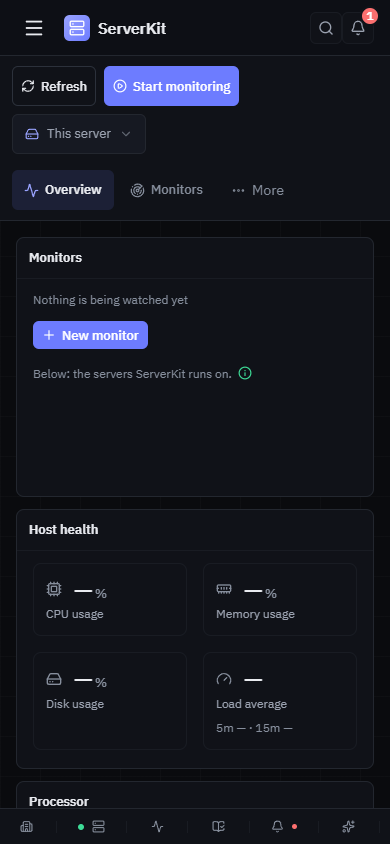 ServerKit
1
Refresh
Start monitoring
This server
Overview
Monitors
More
Monitors
Nothing is being watched yet
New monitor
Below: the servers ServerKit runs on.
Host health
—%
CPU usage
—%
Memory usage
—%
Disk usage
—
Load average
5m — · 15m —
Processor